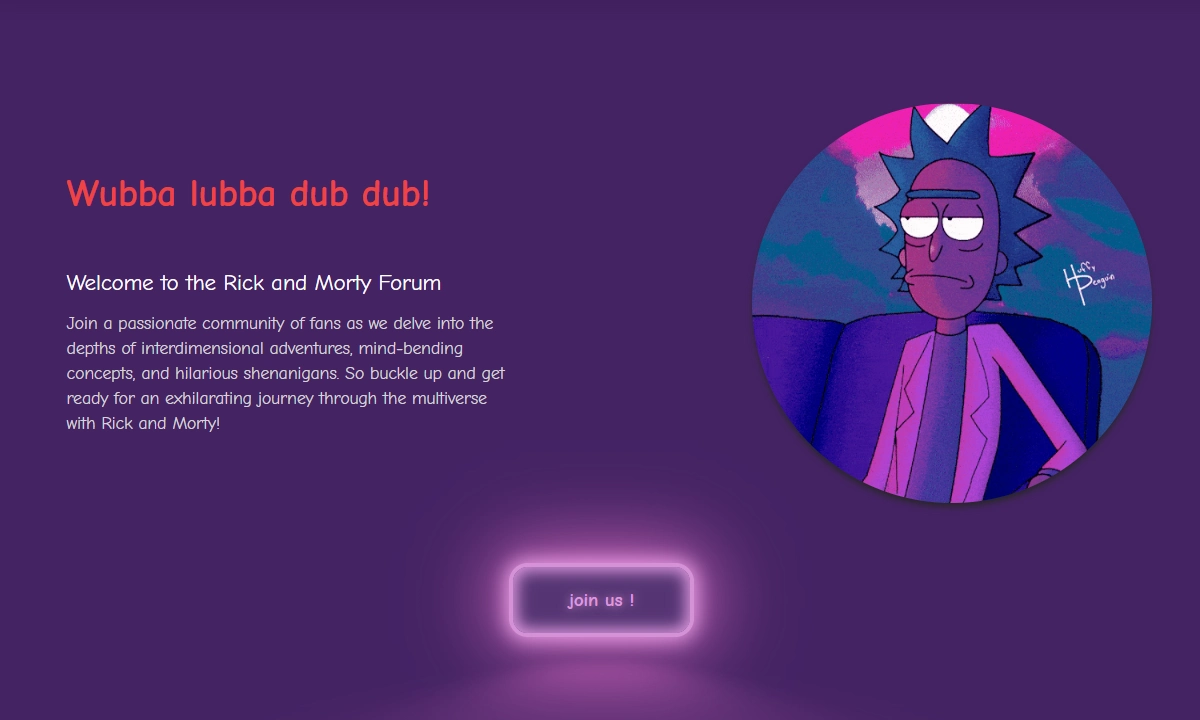 Wubba lubba dub dub!
Welcome to the Rick and Morty Forum
Join a passionate community of fans as we delve into the
depths of interdimensional adventures, mind-bending
concepts, and hilarious shenanigans. So buckle up and get
ready for an exhilarating journey through the multiverse
with Rick and Morty!
Huffy
Penguin
join us !